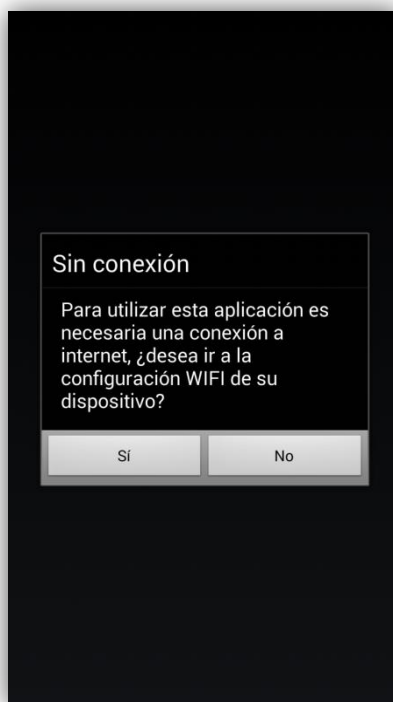 Sin conexión
Para utilizar esta aplicación es
necesaria una conexión a
internet, ¿desea ir a la
configuración WIFI de su
dispositivo?
Sí
No